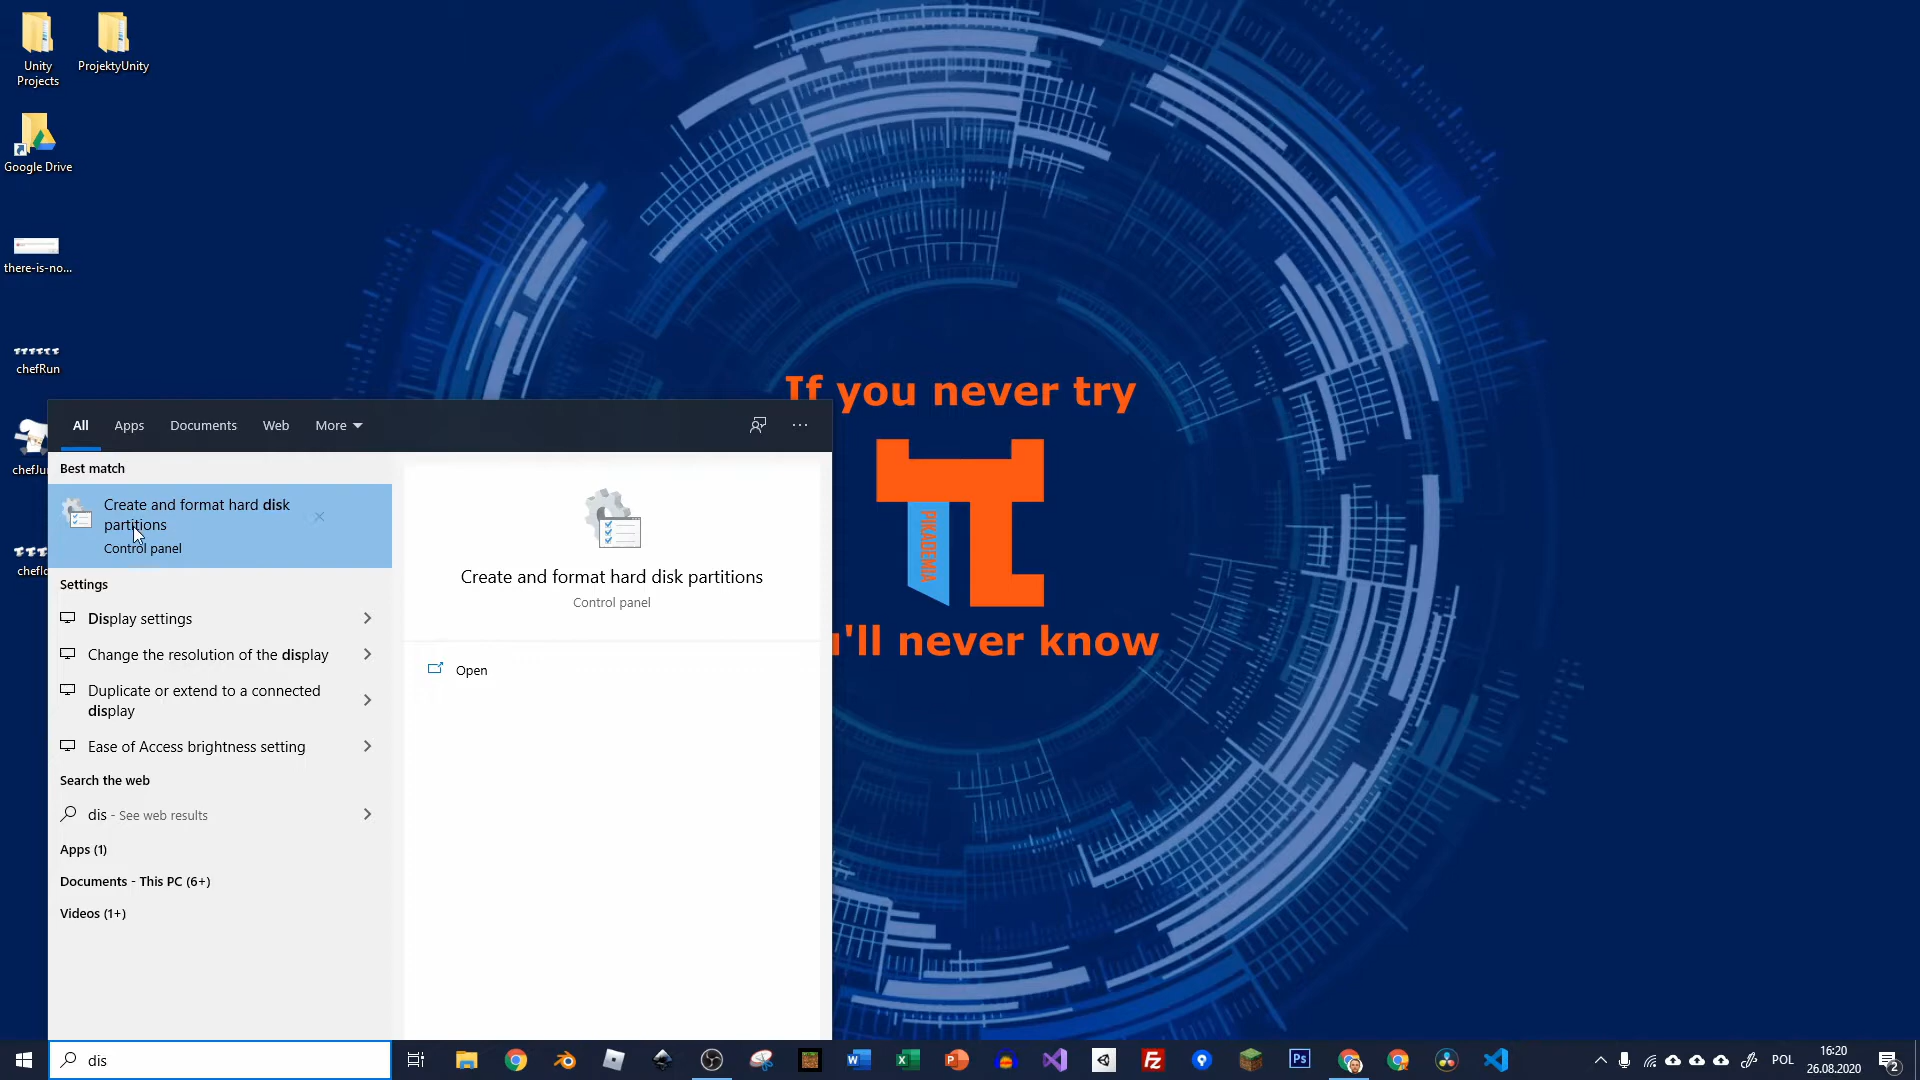 Unity
Projects
ProjektyUnity
Google Drive
there-is-no...
chefRun
If you never try
PIKADEMIA
'll never know
All
Apps
Documents
Web
More
Best match
Create and format hard disk
partitions
Control panel
Settings
Display settings
Change the resolution of the display
Duplicate or extend to a connected
display
Ease of Access brightness setting
Search the web
dis - See web results
Apps (1)
Documents - This PC (6+)
Videos (1+)
Create and format hard disk partitions
Control panel
Open
dis
Ps
POL
16:20
26.08.2020
2